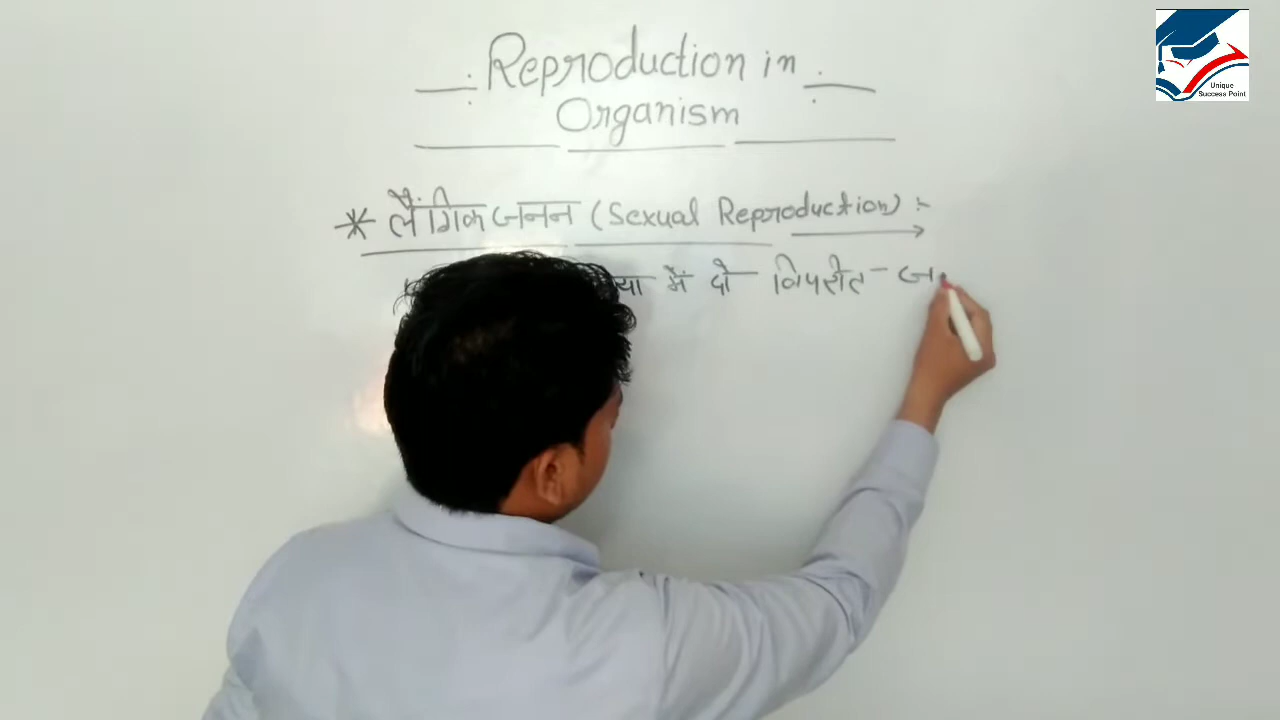 Reproduction in
Organism
* लैंगिक जनन (Sexual Reproduction) :-
में दो विपरीत
Unique
Success Point